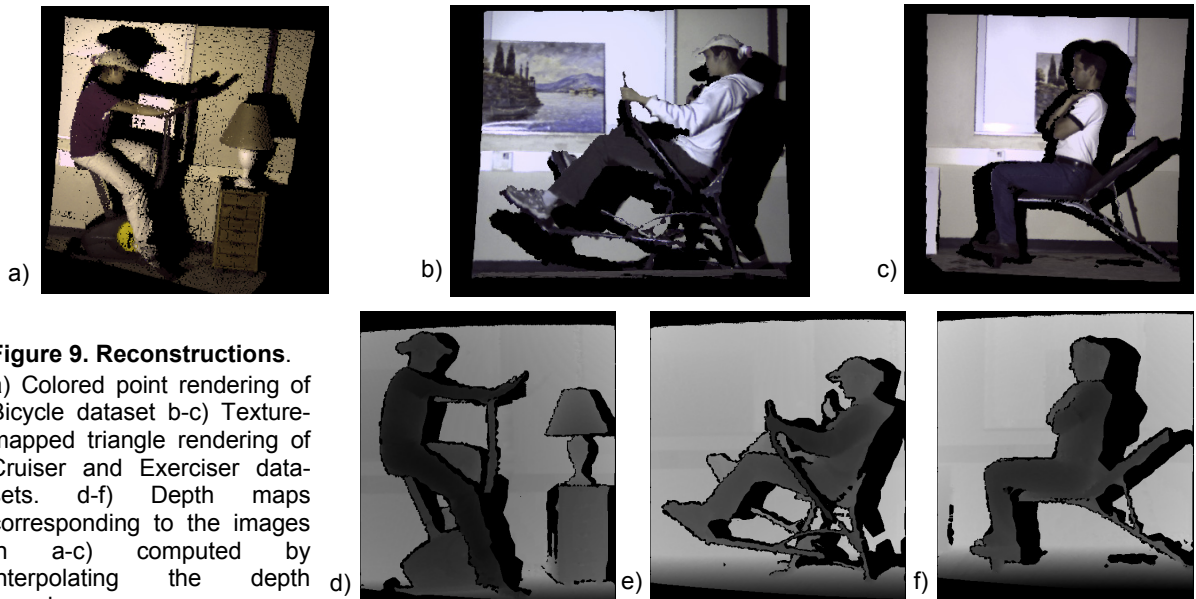 a)
b)
c)
Figure 9. Reconstructions.
a) Colored point rendering of
Bicycle dataset b-c) Texture-
mapped triangle rendering of
Cruiser and Exerciser data-
sets. d-f) Depth maps
corresponding to the images
in a-c) computed by
interpolating the depth
d)
e)
f)